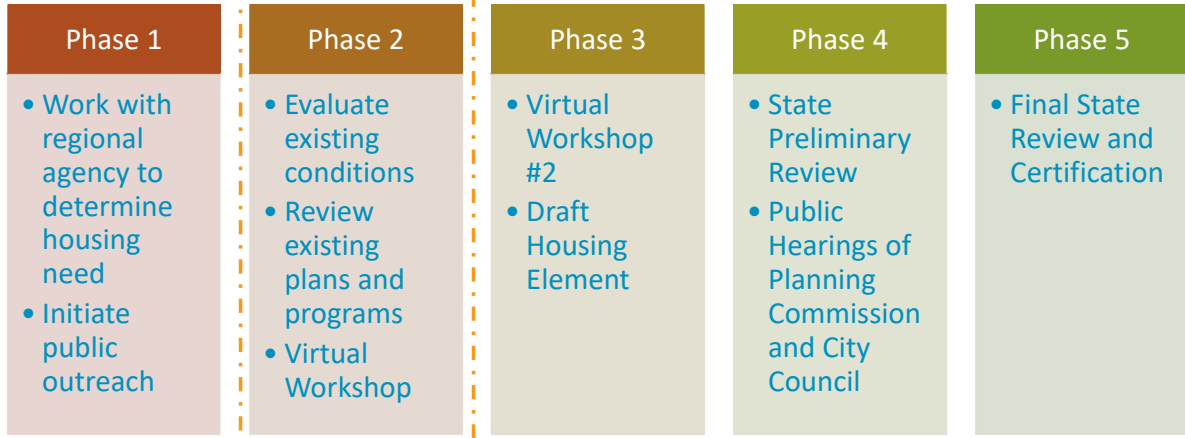 Phase 1
• Work with
regional
agency to
determine
housing
need
• Initiate
public
outreach
Phase 2
• Evaluate
existing
conditions
• Review
existing
plans and
programs
• Virtual
Workshop
Phase 3
• Virtual
Workshop
#2
• Draft
Housing
Element
Phase 4
• State
Preliminary
Review
• Public
Hearings of
Planning
Commission
and City
Council
Phase 5
• Final State
Review and
Certification